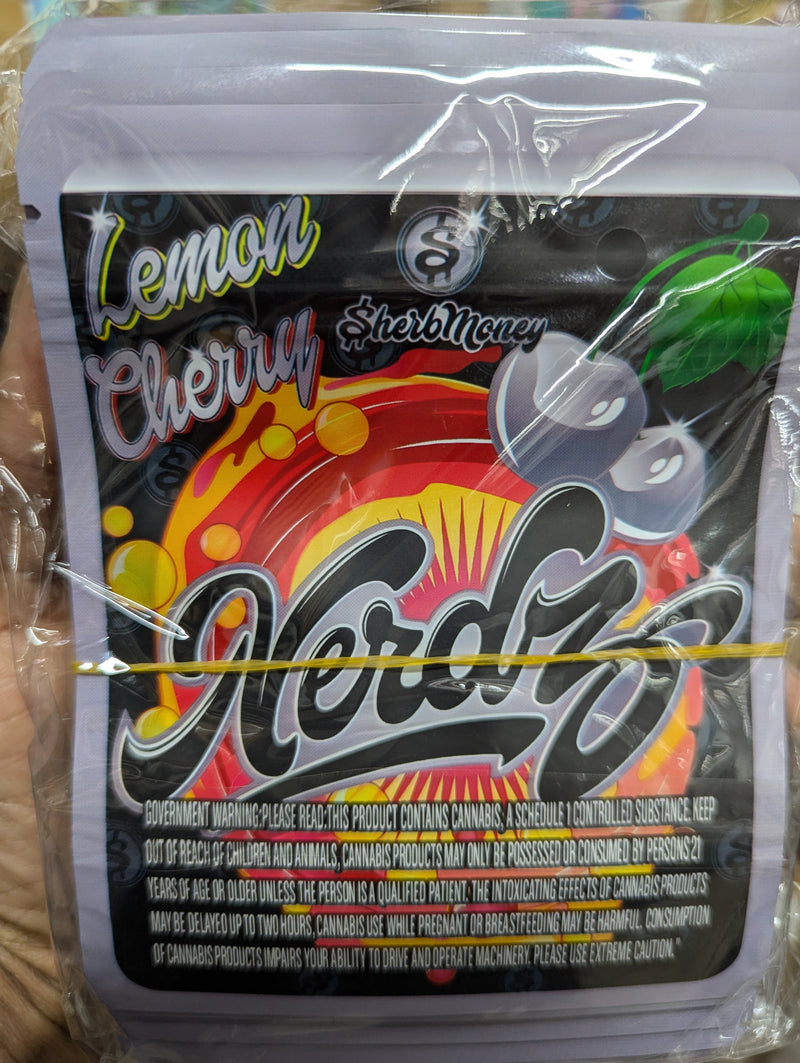 Lemon
Cherry
$
$herbMoney
Nerdz
GOVERNMENT WARNING:PLEASE READ:THIS PRODUCT CONTAINS CANNABIS, A SCHEDULE 1 CONTROLLED SUBSTANCE. KEEP
OUT OF REACH OF CHILDREN AND ANIMALS, CANNABIS PRODUCTS MAY ONLY BE POSSESSED OR CONSUMED BY PERSONS 21
YEARS OF AGE OR OLDER UNLESS THE PERSON IS A QUALIFIED PATIENT. THE INTOXICATING EFFECTS OF CANNABIS PRODUCTS
MAY BE DELAYED UP TO TWO HOURS, CANNABIS USE WHILE PREGNANT OR BREASTFEEDING MAY BE HARMFUL. CONSUMPTION
OF CANNABIS PRODUCTS IMPAIRS YOUR ABILITY TO DRIVE AND OPERATE MACHINERY. PLEASE USE EXTREME CAUTION."